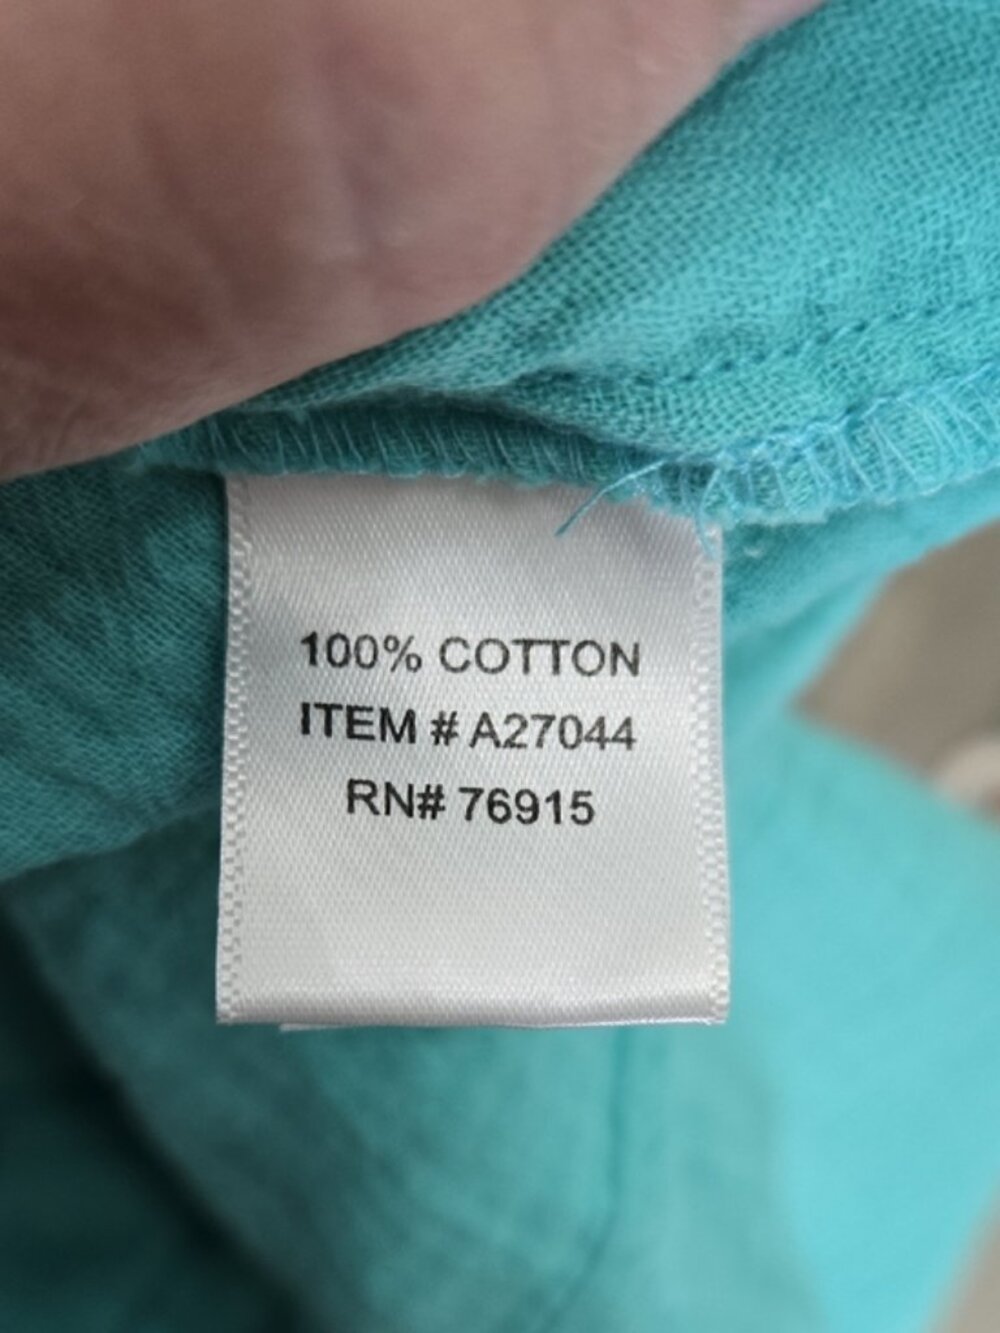 100% COTTON
ITEM # A27044
RN# 76915